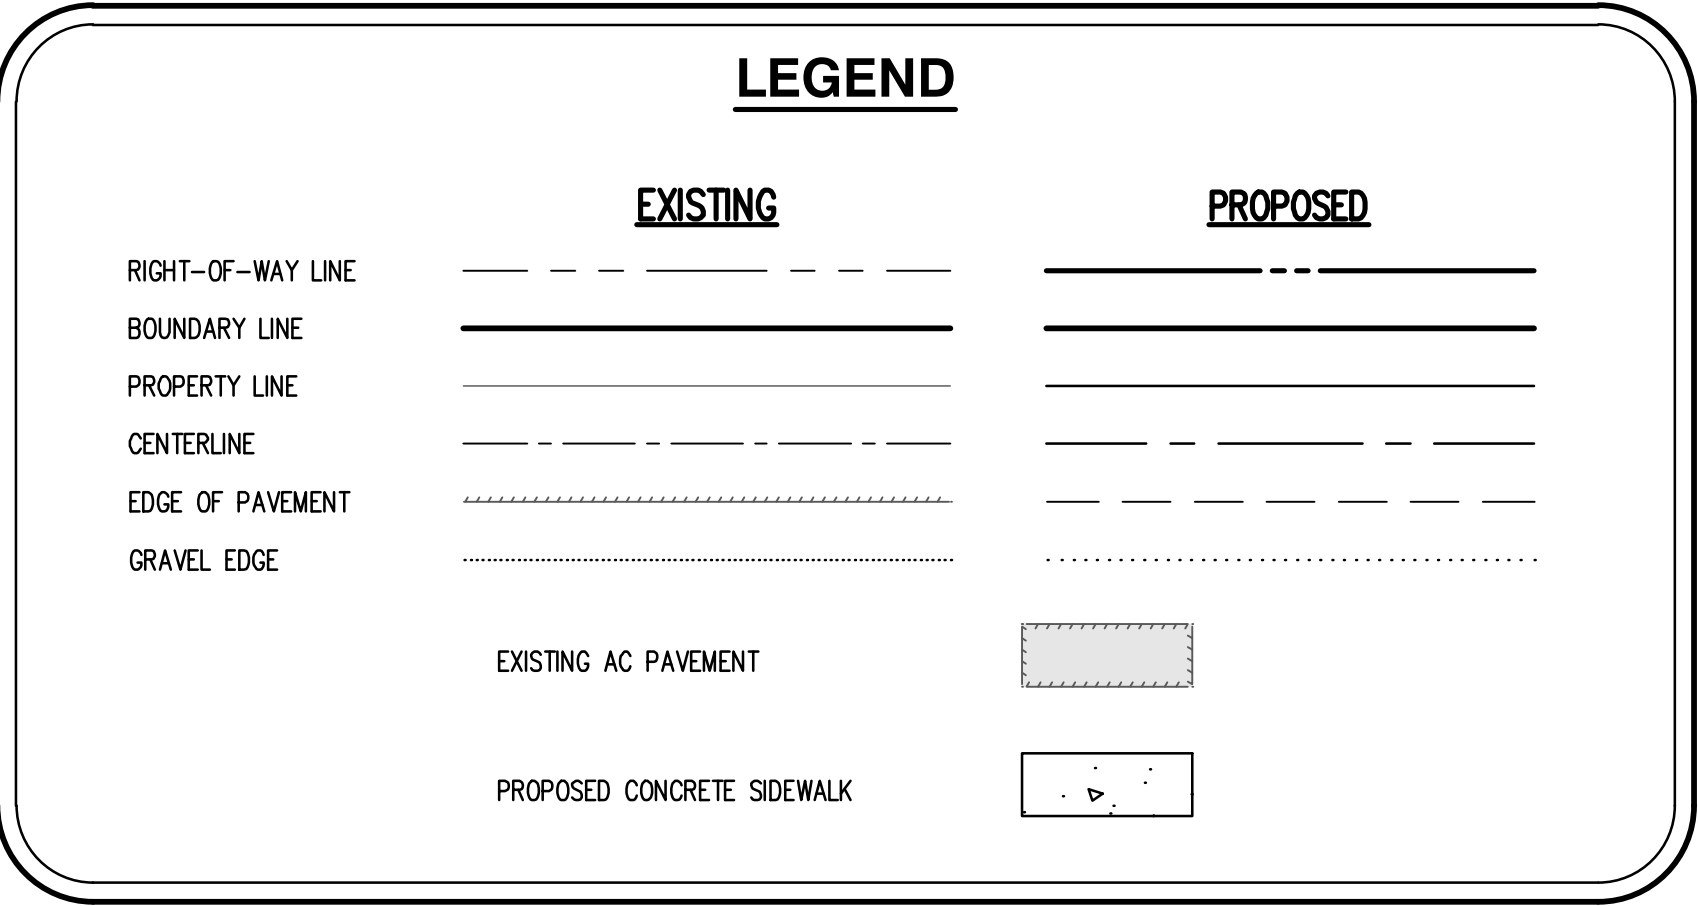 LEGEND
EXISTING PROPOSED
RIGHT-OF-WAY LINE
BOUNDARY LINE
PROPERTY LINE
CENTERLINE
EDGE OF PAVEMENT
GRAVEL EDGE
EXISTING AC PAVEMENT
PROPOSED CONCRETE SIDEWALK